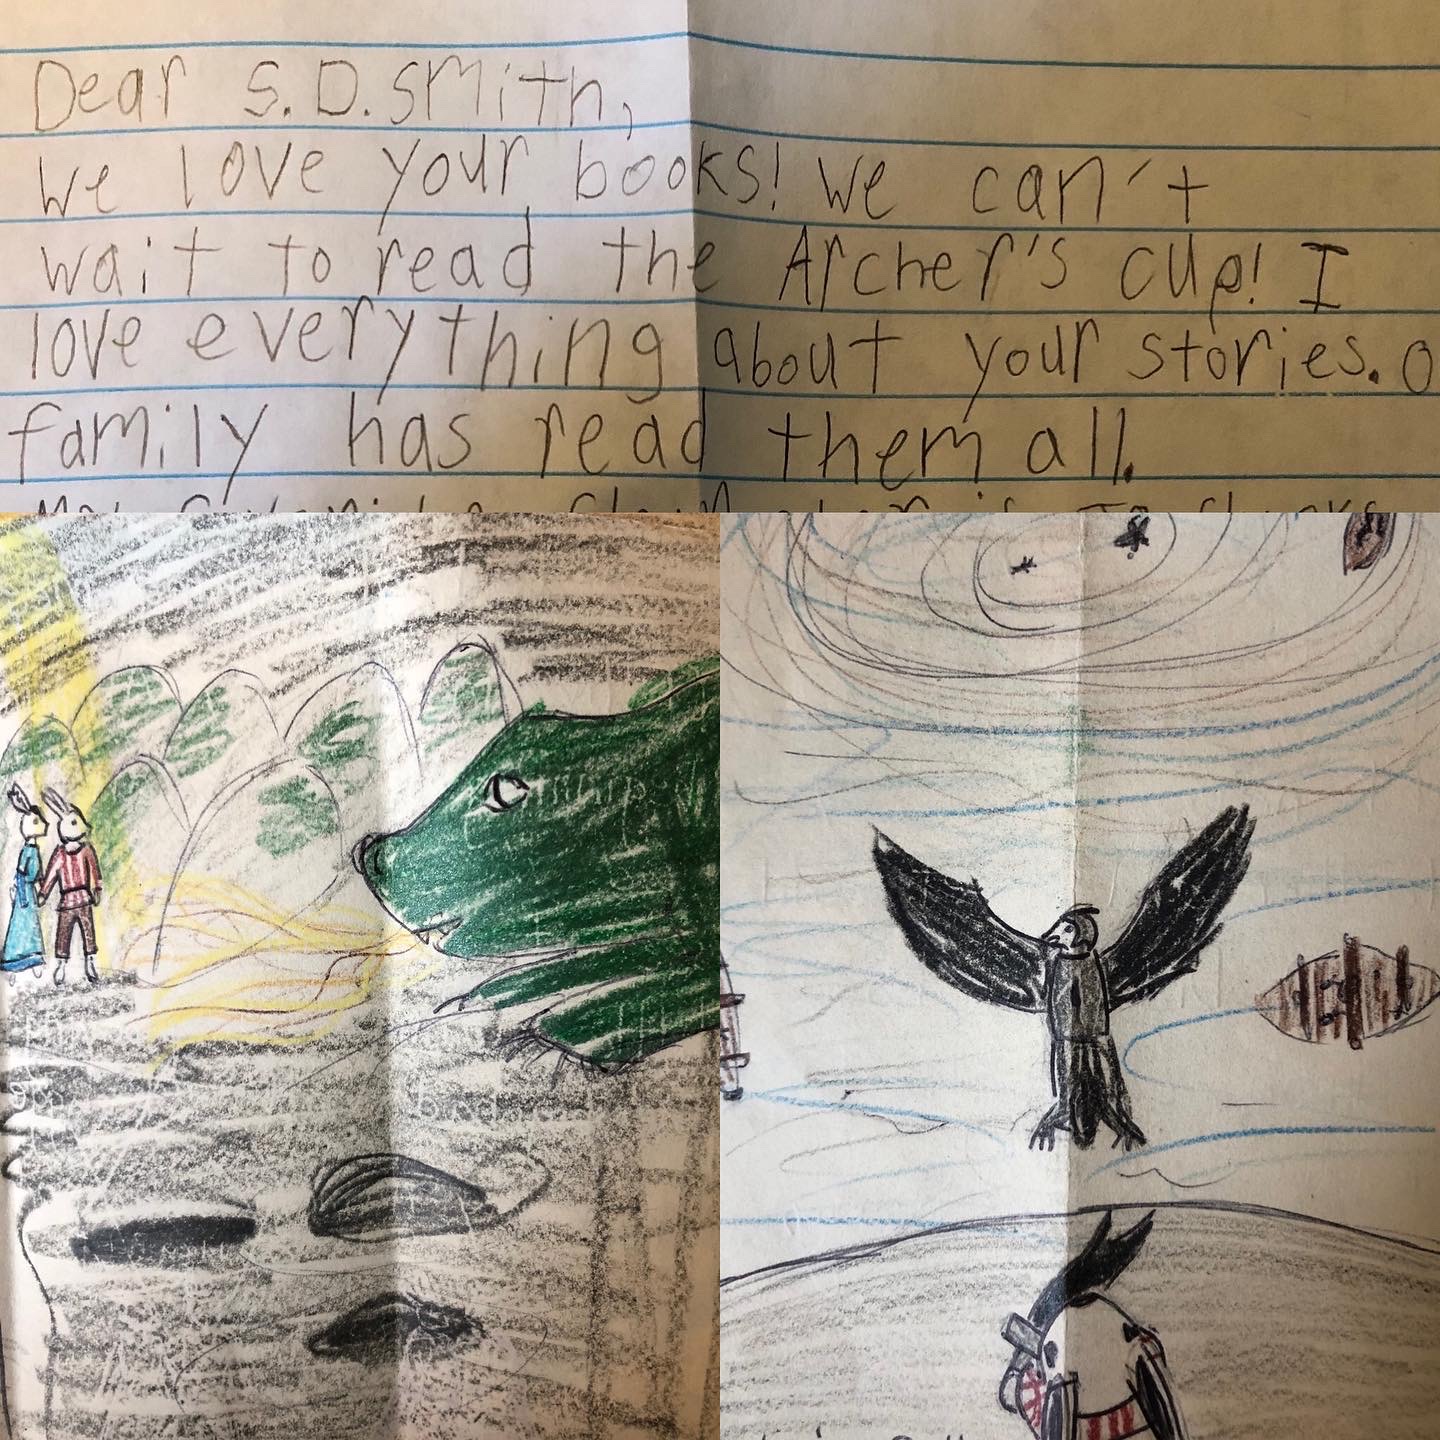 Dear S.D. Smith,
We love your books! We can't
wait to read the Archer's cup! I
love everything about your stories. O
family has read them all.